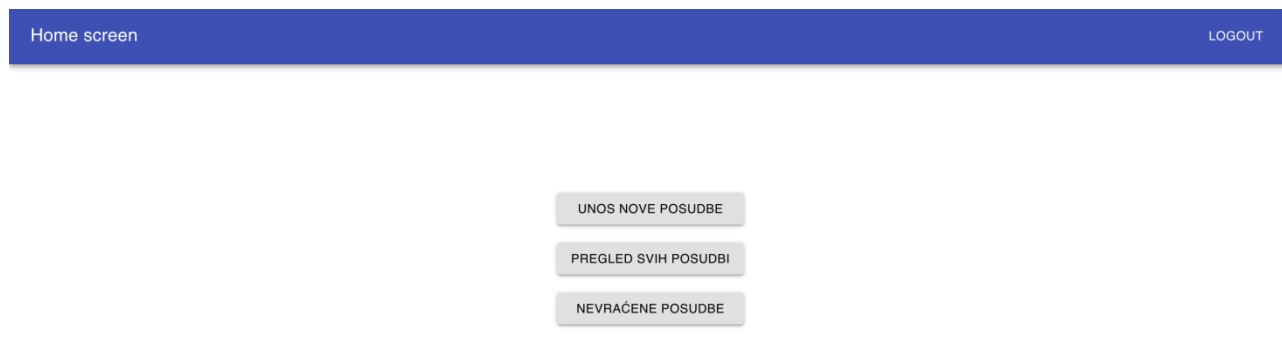 Home screen
LOGOUT
UNOS NOVE POSUDBE
PREGLED SVIH POSUDBI
NEVRAĆENE POSUDBE